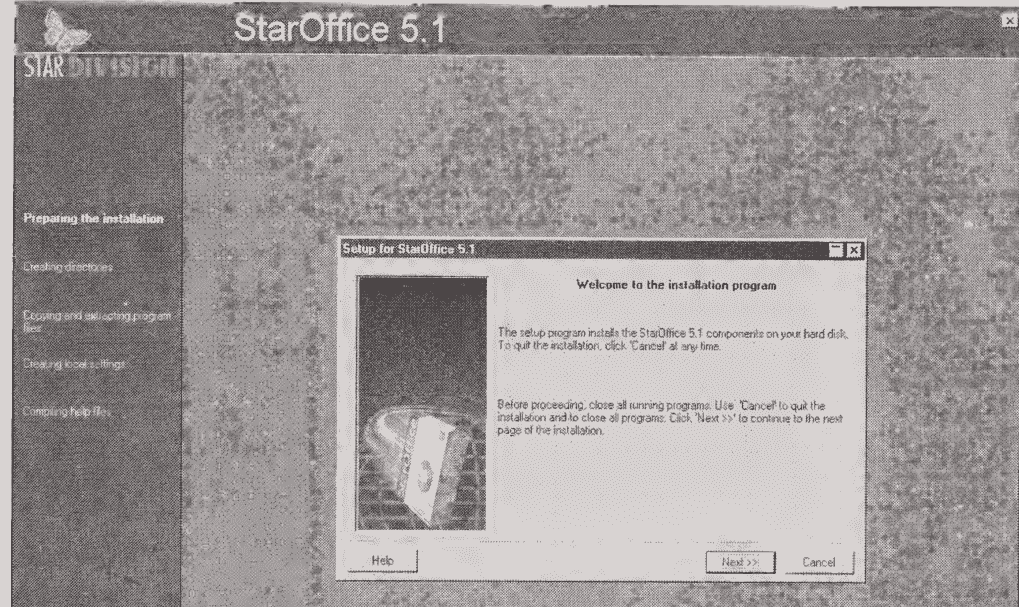 StarOffice 5.1
STAR DIVISION
Preparing the installation
Creating directories
Copying and extracting program
files
Creating local settings
Compiling help files
Setup for StarOffice 5.1
Welcome to the installation program
The setup program installs the StarOffice 5.1 components on your hard disk.
To quit the installation, click 'Cancel' at any time.
Before proceeding, close all running programs. Use 'Cancel' to quit the
installation and to close all programs. Click 'Next >>' to continue to the next
page of the installation.
Help
Next >>
Cancel